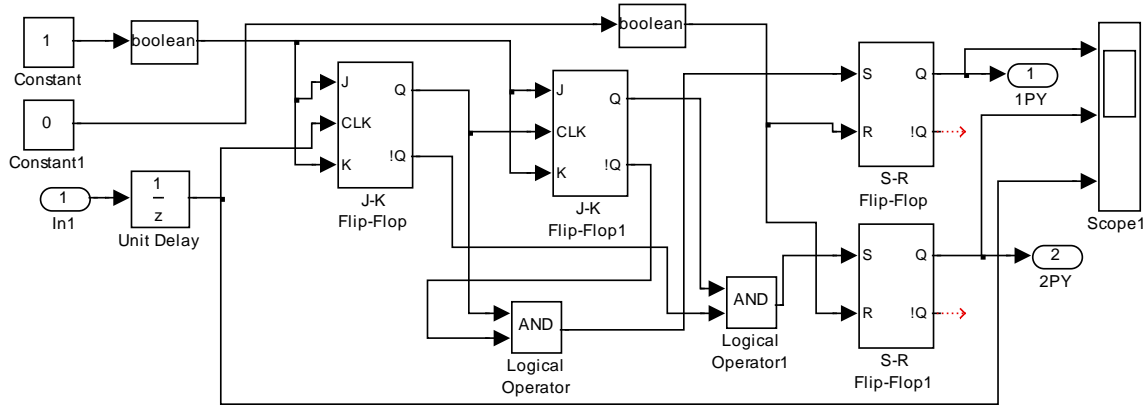 1
Constant
boolean
boolean
0
Constant1
1
In1
1
z
Unit Delay
J
CLK
K
Q
!Q
J-K
Flip-Flop
J
CLK
K
Q
!Q
J-K
Flip-Flop1
AND
Logical
Operator
AND
Logical
Operator1
S
R
Q
!Q
S-R
Flip-Flop
1
1PY
S
R
Q
!Q
S-R
Flip-Flop1
2
2PY
Scope1